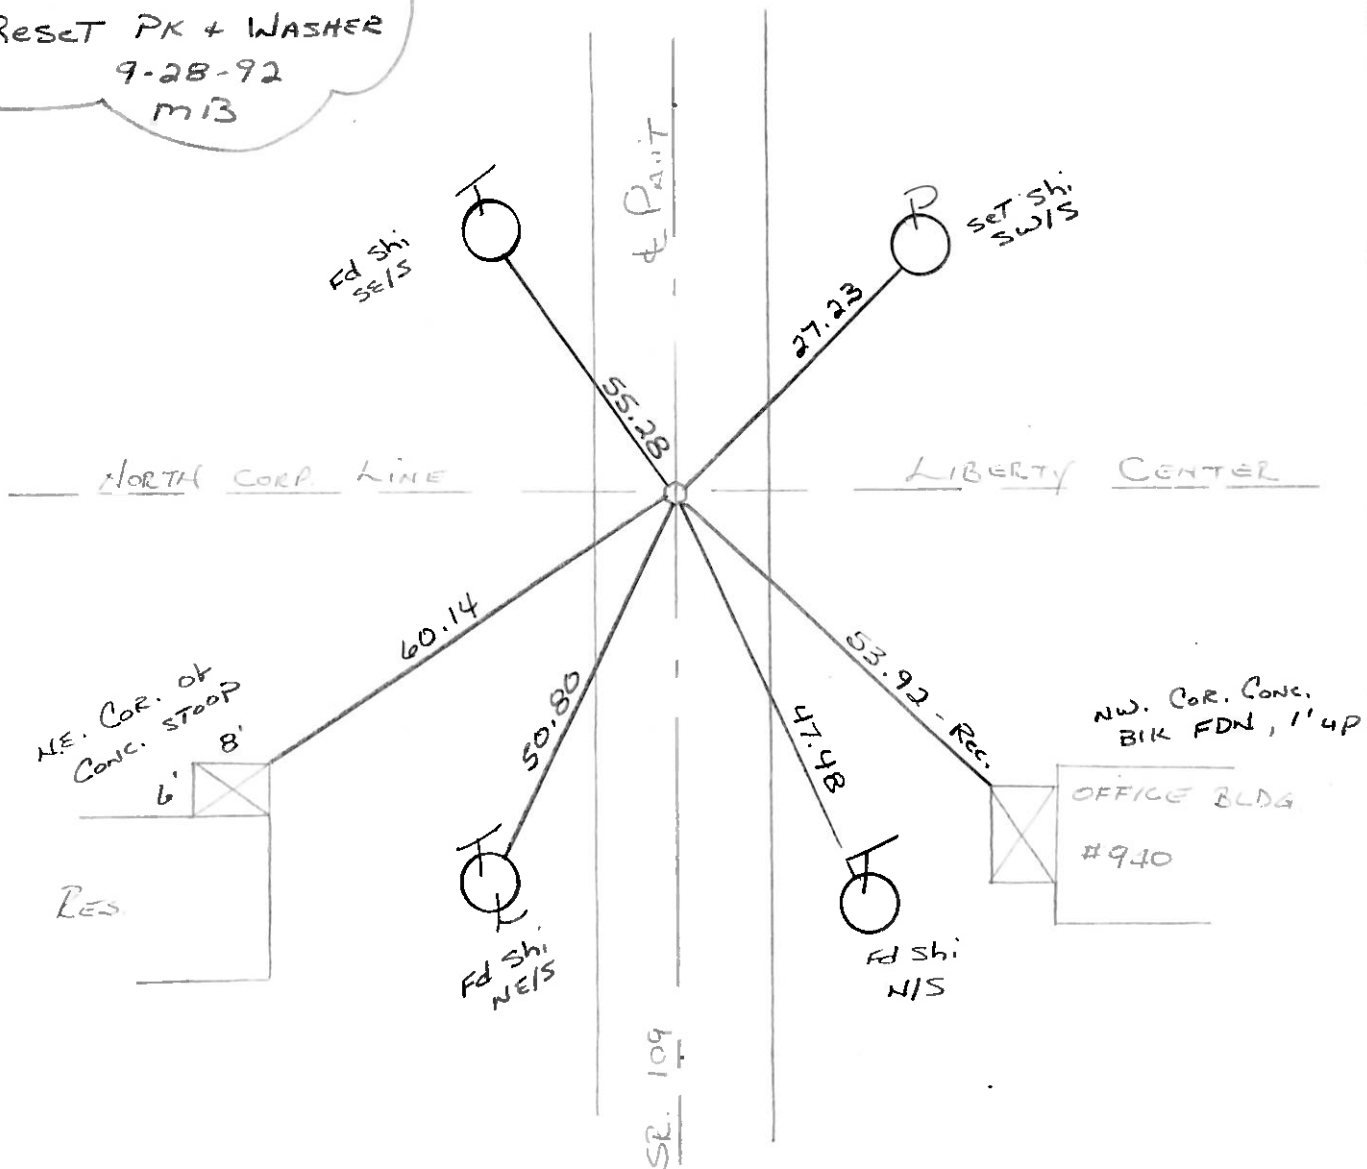 Reset PK + WASHER
9-28-92
MB
℄ Paint
T
Fd Shi
SE/S
P
Set Shi
SW/S
55.28
27.23
NORTH CORP. LINE
LIBERTY CENTER
60.14
50.80
47.48
53.92 - Rec.
N.E. COR. OF
CONC. STOOP
8'
6'
NW. COR. CONC.
BLK FDN, 1' UP
OFFICE BLDG
#940
RES.
T
L
Fd Shi
NE/S
T
Fd Shi
N/S
SR. 109